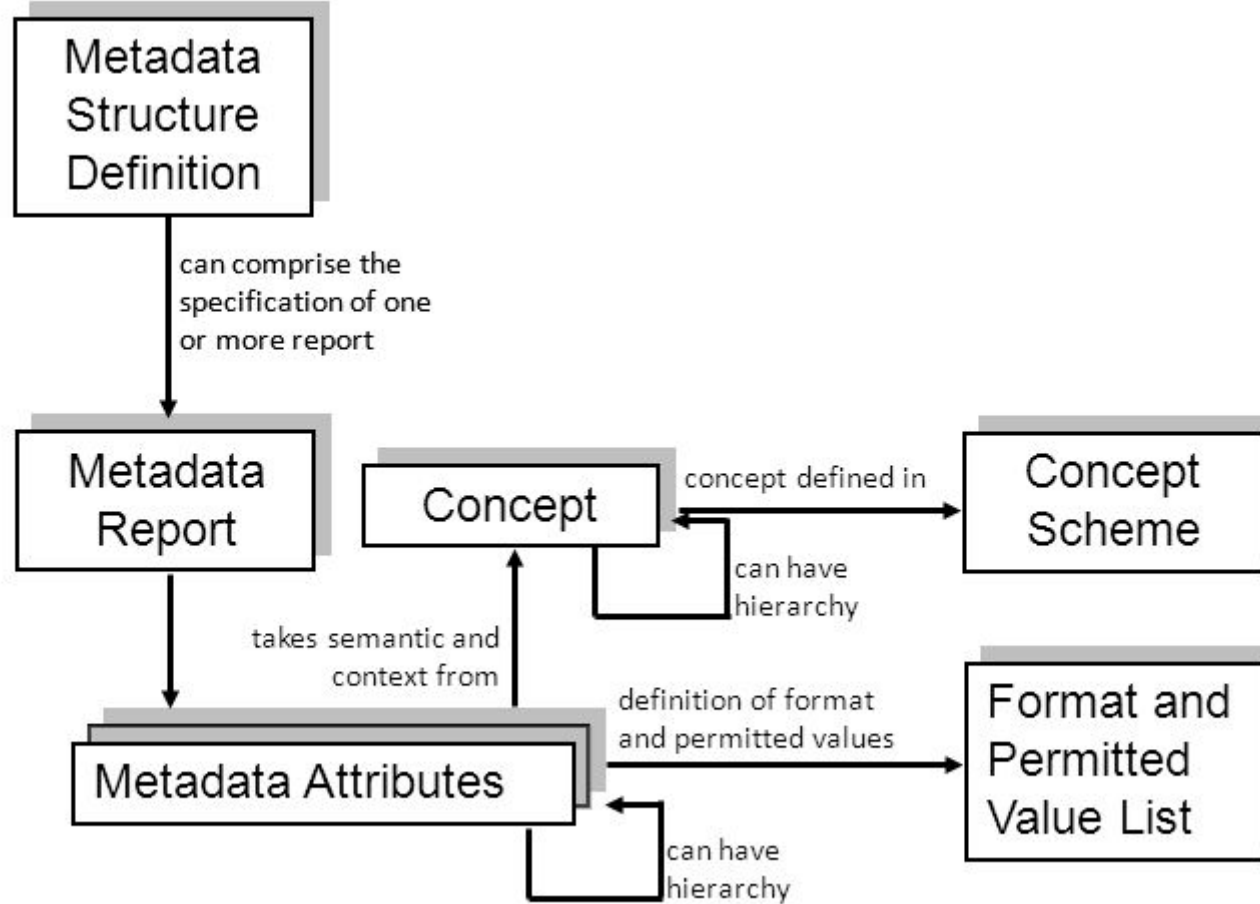 Metadata
Structure
Definition
can comprise the
specification of one
or more report
Metadata
Report
Concept
concept defined in
Concept
Scheme
can have
hierarchy
takes semantic and
context from
definition of format
and permitted values
Format and
Permitted
Value List
Metadata Attributes
can have
hierarchy